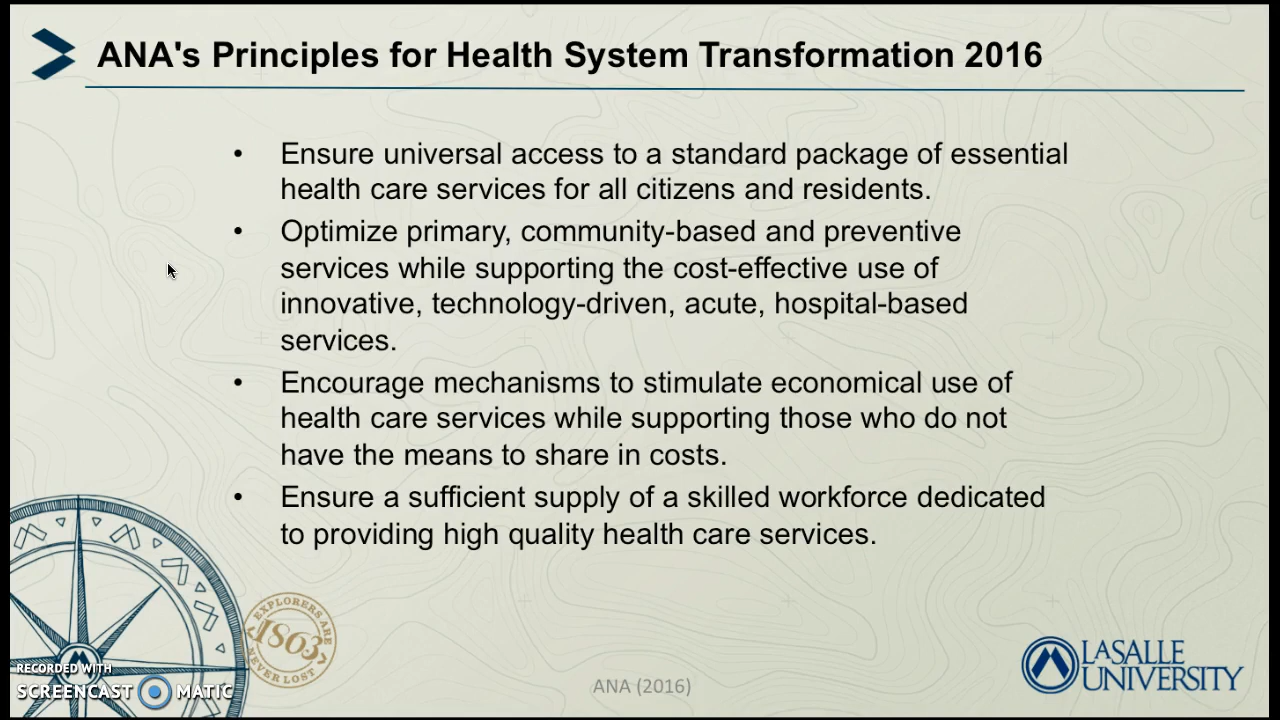 ANA's Principles for Health System Transformation 2016
• Ensure universal access to a standard package of essential
health care services for all citizens and residents.
• Optimize primary, community-based and preventive
services while supporting the cost-effective use of
innovative, technology-driven, acute, hospital-based
services.
• Encourage mechanisms to stimulate economical use of
health care services while supporting those who do not
have the means to share in costs.
• Ensure a sufficient supply of a skilled workforce dedicated
to providing high quality health care services.
EXPLORERS ARE
1863
NEVER LOST
RECORDED WITH
SCREENCAST MATIC
ANA (2016)
LASALLE
UNIVERSITY